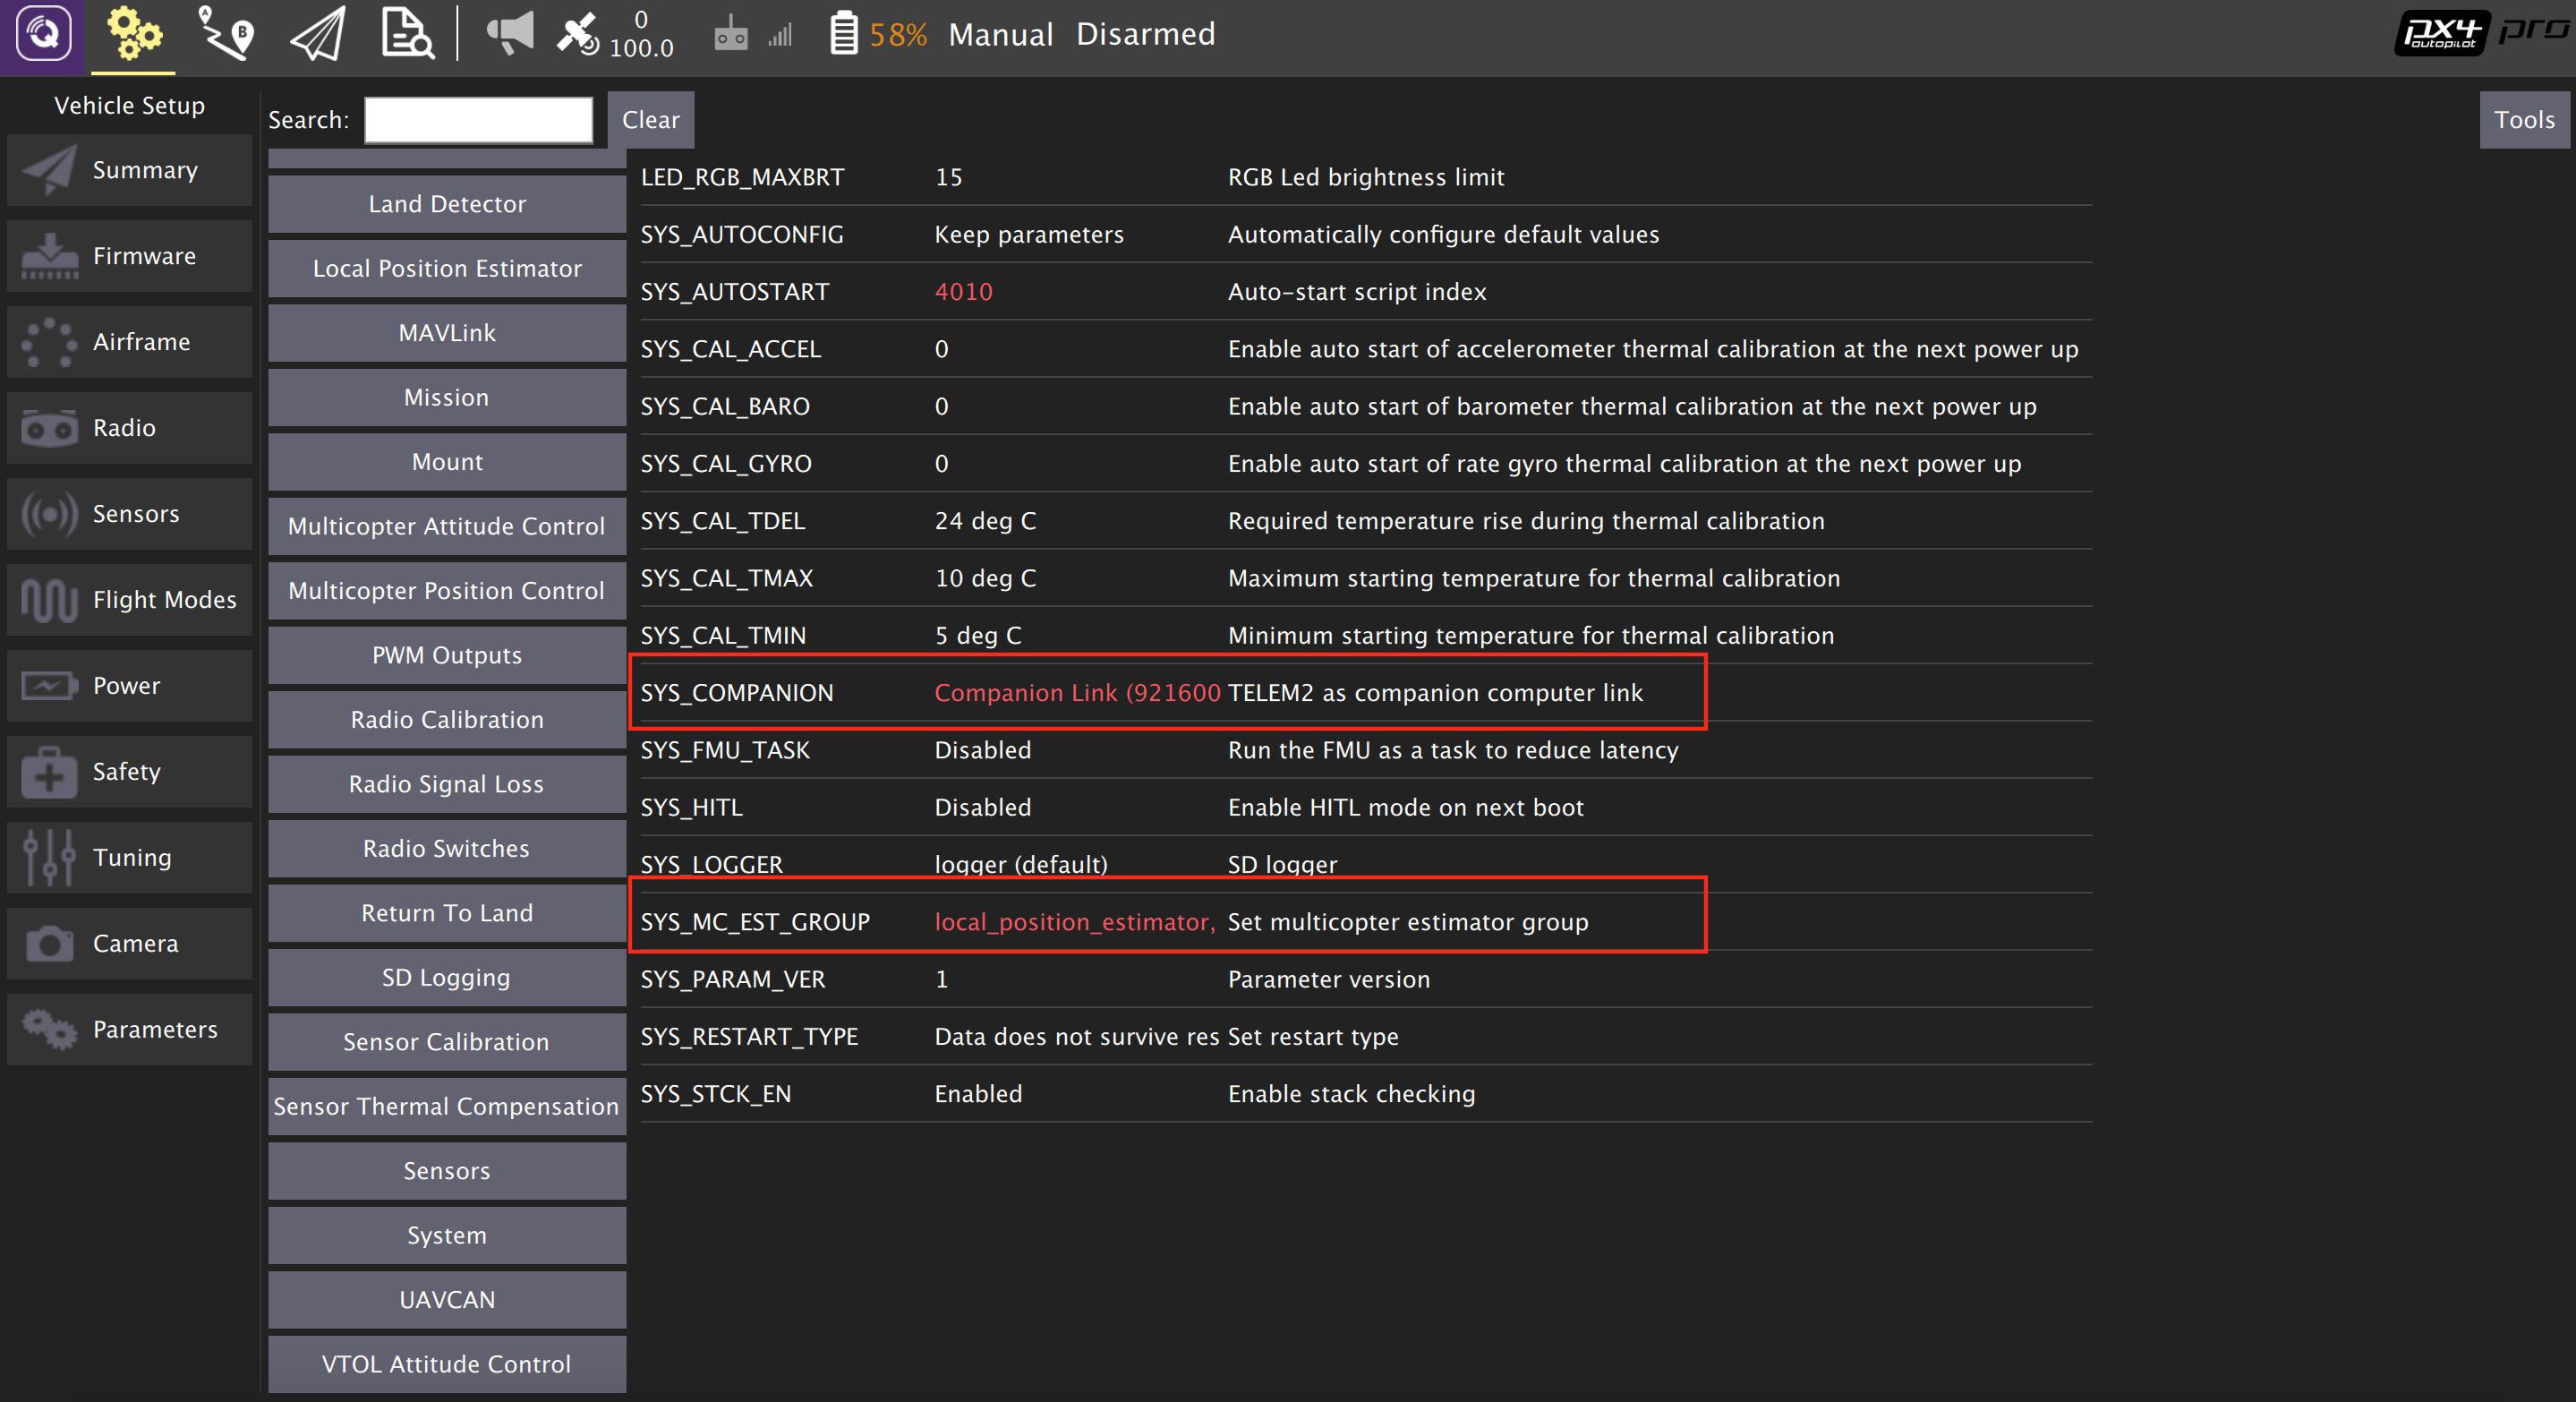 0
100.0
58% Manual Disarmed
px4 autopilot pro
A
B
Vehicle Setup
Summary
Firmware
Airframe
Radio
Sensors
Flight Modes
Power
Safety
Tuning
Camera
Parameters
Search: Clear Tools
Land Detector
Local Position Estimator
MAVLink
Mission
Mount
Multicopter Attitude Control
Multicopter Position Control
PWM Outputs
Radio Calibration
Radio Signal Loss
Radio Switches
Return To Land
SD Logging
Sensor Calibration
Sensor Thermal Compensation
Sensors
System
UAVCAN
VTOL Attitude Control
LED_RGB_MAXBRT 15 RGB Led brightness limit
SYS_AUTOCONFIG Keep parameters Automatically configure default values
SYS_AUTOSTART 4010 Auto-start script index
SYS_CAL_ACCEL 0 Enable auto start of accelerometer thermal calibration at the next power up
SYS_CAL_BARO 0 Enable auto start of barometer thermal calibration at the next power up
SYS_CAL_GYRO 0 Enable auto start of rate gyro thermal calibration at the next power up
SYS_CAL_TDEL 24 deg C Required temperature rise during thermal calibration
SYS_CAL_TMAX 10 deg C Maximum starting temperature for thermal calibration
SYS_CAL_TMIN 5 deg C Minimum starting temperature for thermal calibration
SYS_COMPANION Companion Link (921600 TELEM2 as companion computer link
SYS_FMU_TASK Disabled Run the FMU as a task to reduce latency
SYS_HITL Disabled Enable HITL mode on next boot
SYS_LOGGER logger (default) SD logger
SYS_MC_EST_GROUP local_position_estimator, Set multicopter estimator group
SYS_PARAM_VER 1 Parameter version
SYS_RESTART_TYPE Data does not survive res Set restart type
SYS_STCK_EN Enabled Enable stack checking